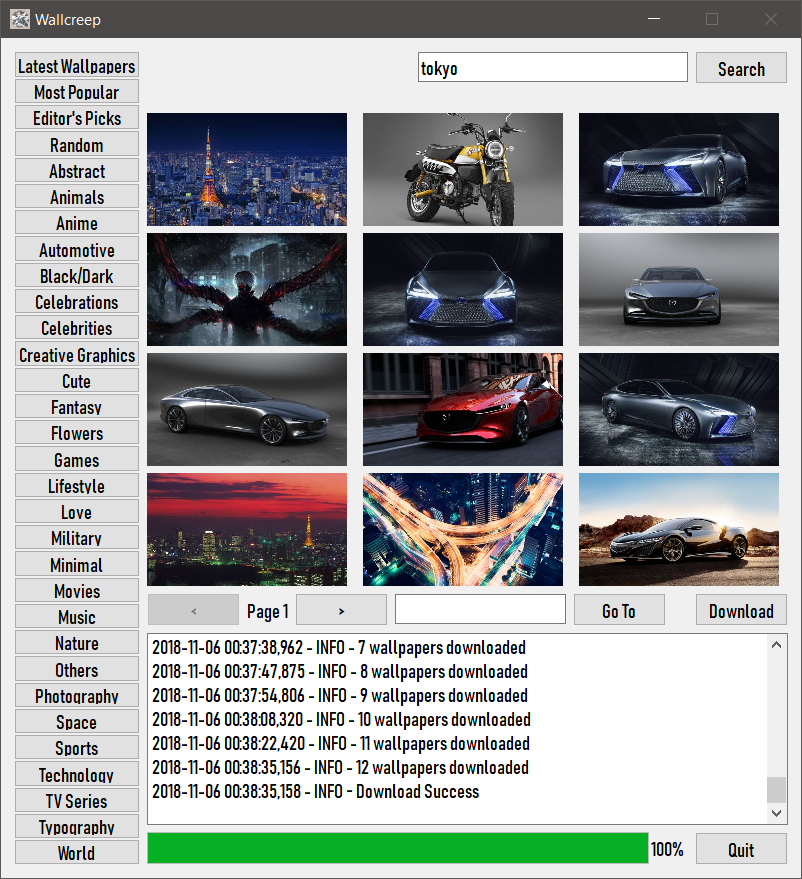 Wallcreep
tokyo
Search
Latest Wallpapers
Most Popular
Editor's Picks
Random
Abstract
Animals
Anime
Automotive
Black/Dark
Celebrations
Celebrities
Creative Graphics
Cute
Fantasy
Flowers
Games
Lifestyle
Love
Military
Minimal
Movies
Music
Nature
Others
Photography
Space
Sports
Technology
TV Series
Typography
World
< Page 1 > Go To Download
2018-11-06 00:37:38,962 - INFO - 7 wallpapers downloaded
2018-11-06 00:37:47,875 - INFO - 8 wallpapers downloaded
2018-11-06 00:37:54,806 - INFO - 9 wallpapers downloaded
2018-11-06 00:38:08,320 - INFO - 10 wallpapers downloaded
2018-11-06 00:38:22,420 - INFO - 11 wallpapers downloaded
2018-11-06 00:38:35,156 - INFO - 12 wallpapers downloaded
2018-11-06 00:38:35,158 - INFO - Download Success
100% Quit